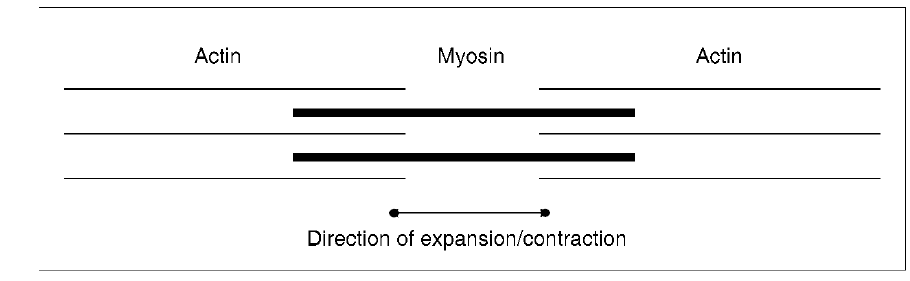 Actin Myosin Actin
Direction of expansion/contraction